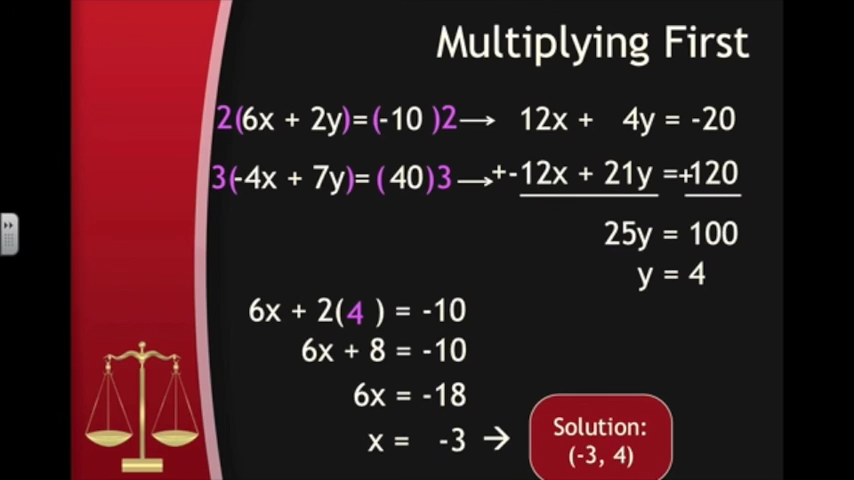 Multiplying First
2(6x + 2y)=(-10 )2→ 12x + 4y = -20
3(-4x + 7y)=( 40)3→ +-12x + 21y =+120
25y = 100
y = 4
6x + 2( 4 ) = -10
6x + 8 = -10
6x = -18
x = -3 →
Solution:
(-3, 4)